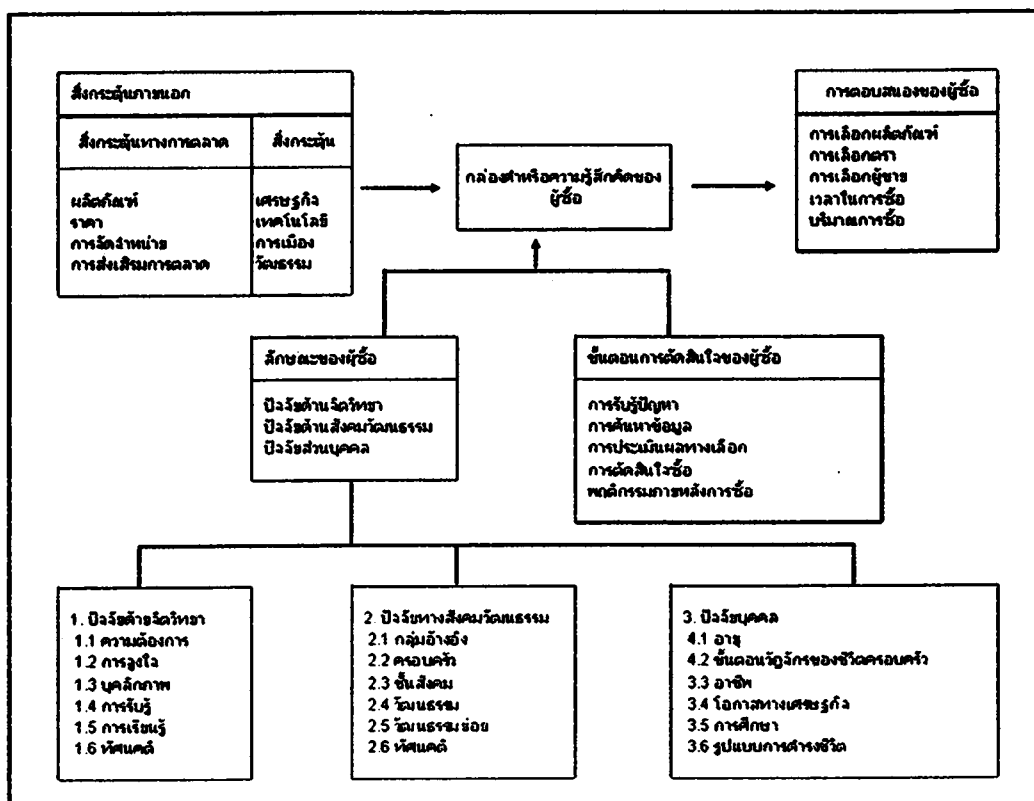 สิ่งกระตุ้นภายนอก
สิ่งกระตุ้นทางการตลาด
ผลิตภัณฑ์
ราคา
การจัดจำหน่าย
การส่งเสริมการตลาด
สิ่งกระตุ้น
เศรษฐกิจ
เทคโนโลยี
การเมือง
วัฒธรรม
กล่องดำหรือความรู้สึกคิดของ
ผู้ซื้อ
การตอบสนองของผู้ซื้อ
การเลือกผลิตภัณฑ์
การเลือกตรา
การเลือกผู้ขาย
เวลาในการซื้อ
ปริมาณการซื้อ
ลักษณะของผู้ซื้อ
ปัจจัยด้านจิตวิทยา
ปัจจัยด้านสังคมวัฒนธรรม
ปัจจัยส่วนบุคคล
ขั้นตอนการตัดสินใจของผู้ซื้อ
การรับรู้ปัญหา
การค้นหาข้อมูล
การประเมินผลทางเลือก
การตัดสินใจซื้อ
พฤติกรรมภายหลังการซื้อ
1. ปัจจัยด้านจิตวิทยา
1.1 ความต้องการ
1.2 การจูงใจ
1.3 บุคลิกภาพ
1.4 การรับรู้
1.5 การเรียนรู้
1.6 ทัศนคติ
2. ปัจจัยทางสังคมวัฒนธรรม
2.1 กลุ่มอ้างอิง
2.2 ครอบครัว
2.3 ชั้นสังคม
2.4 วัฒนธรรม
2.5 วัฒนธรรมย่อย
2.6 ทัศนคติ
3. ปัจจัยบุคคล
4.1 อายุ
4.2 ขั้นตอนวัฏจักรของชีวิตครอบครัว
3.3 อาชีพ
3.4 โอกาสทางเศรษฐกิจ
3.5 การศึกษา
3.6 รูปแบบการดำรงชีวิต